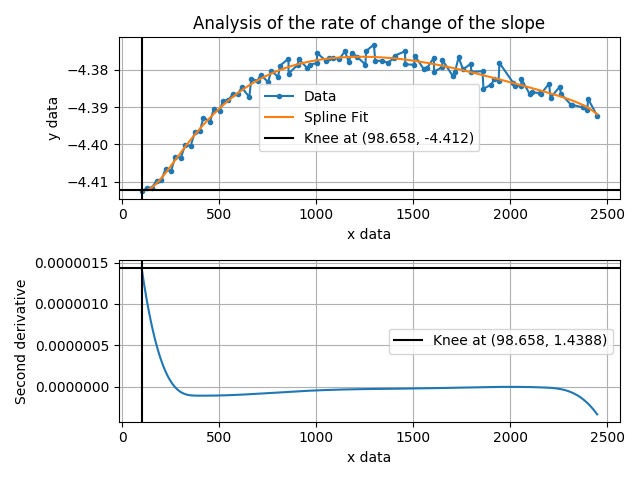 Analysis of the rate of change of the slope
−4.38
−4.39
−4.40
−4.41
y data
Data
Spline Fit
Knee at (98.658, -4.412)
0
500
1000
1500
2000
2500
x data
0.0000015
0.0000010
0.0000005
0.0000000
Second derivative
Knee at (98.658, 1.4388)
0
500
1000
1500
2000
2500
x data